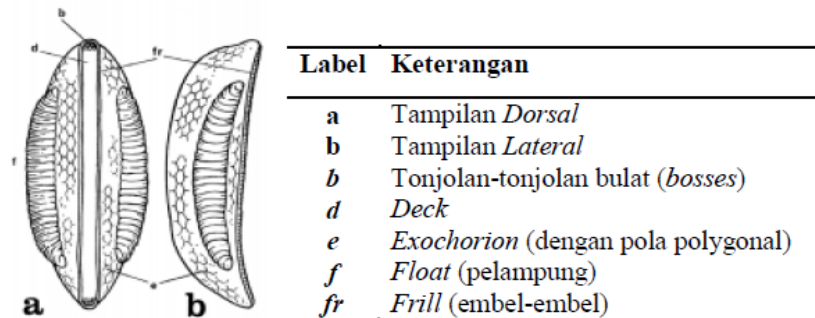 b
d
fr
f
e
a
b
Label Keterangan
a Tampilan Dorsal
b Tampilan Lateral
b Tonjolan-tonjolan bulat (bosses)
d Deck
e Exochorion (dengan pola polygonal)
f Float (pelampung)
fr Frill (embel-embel)